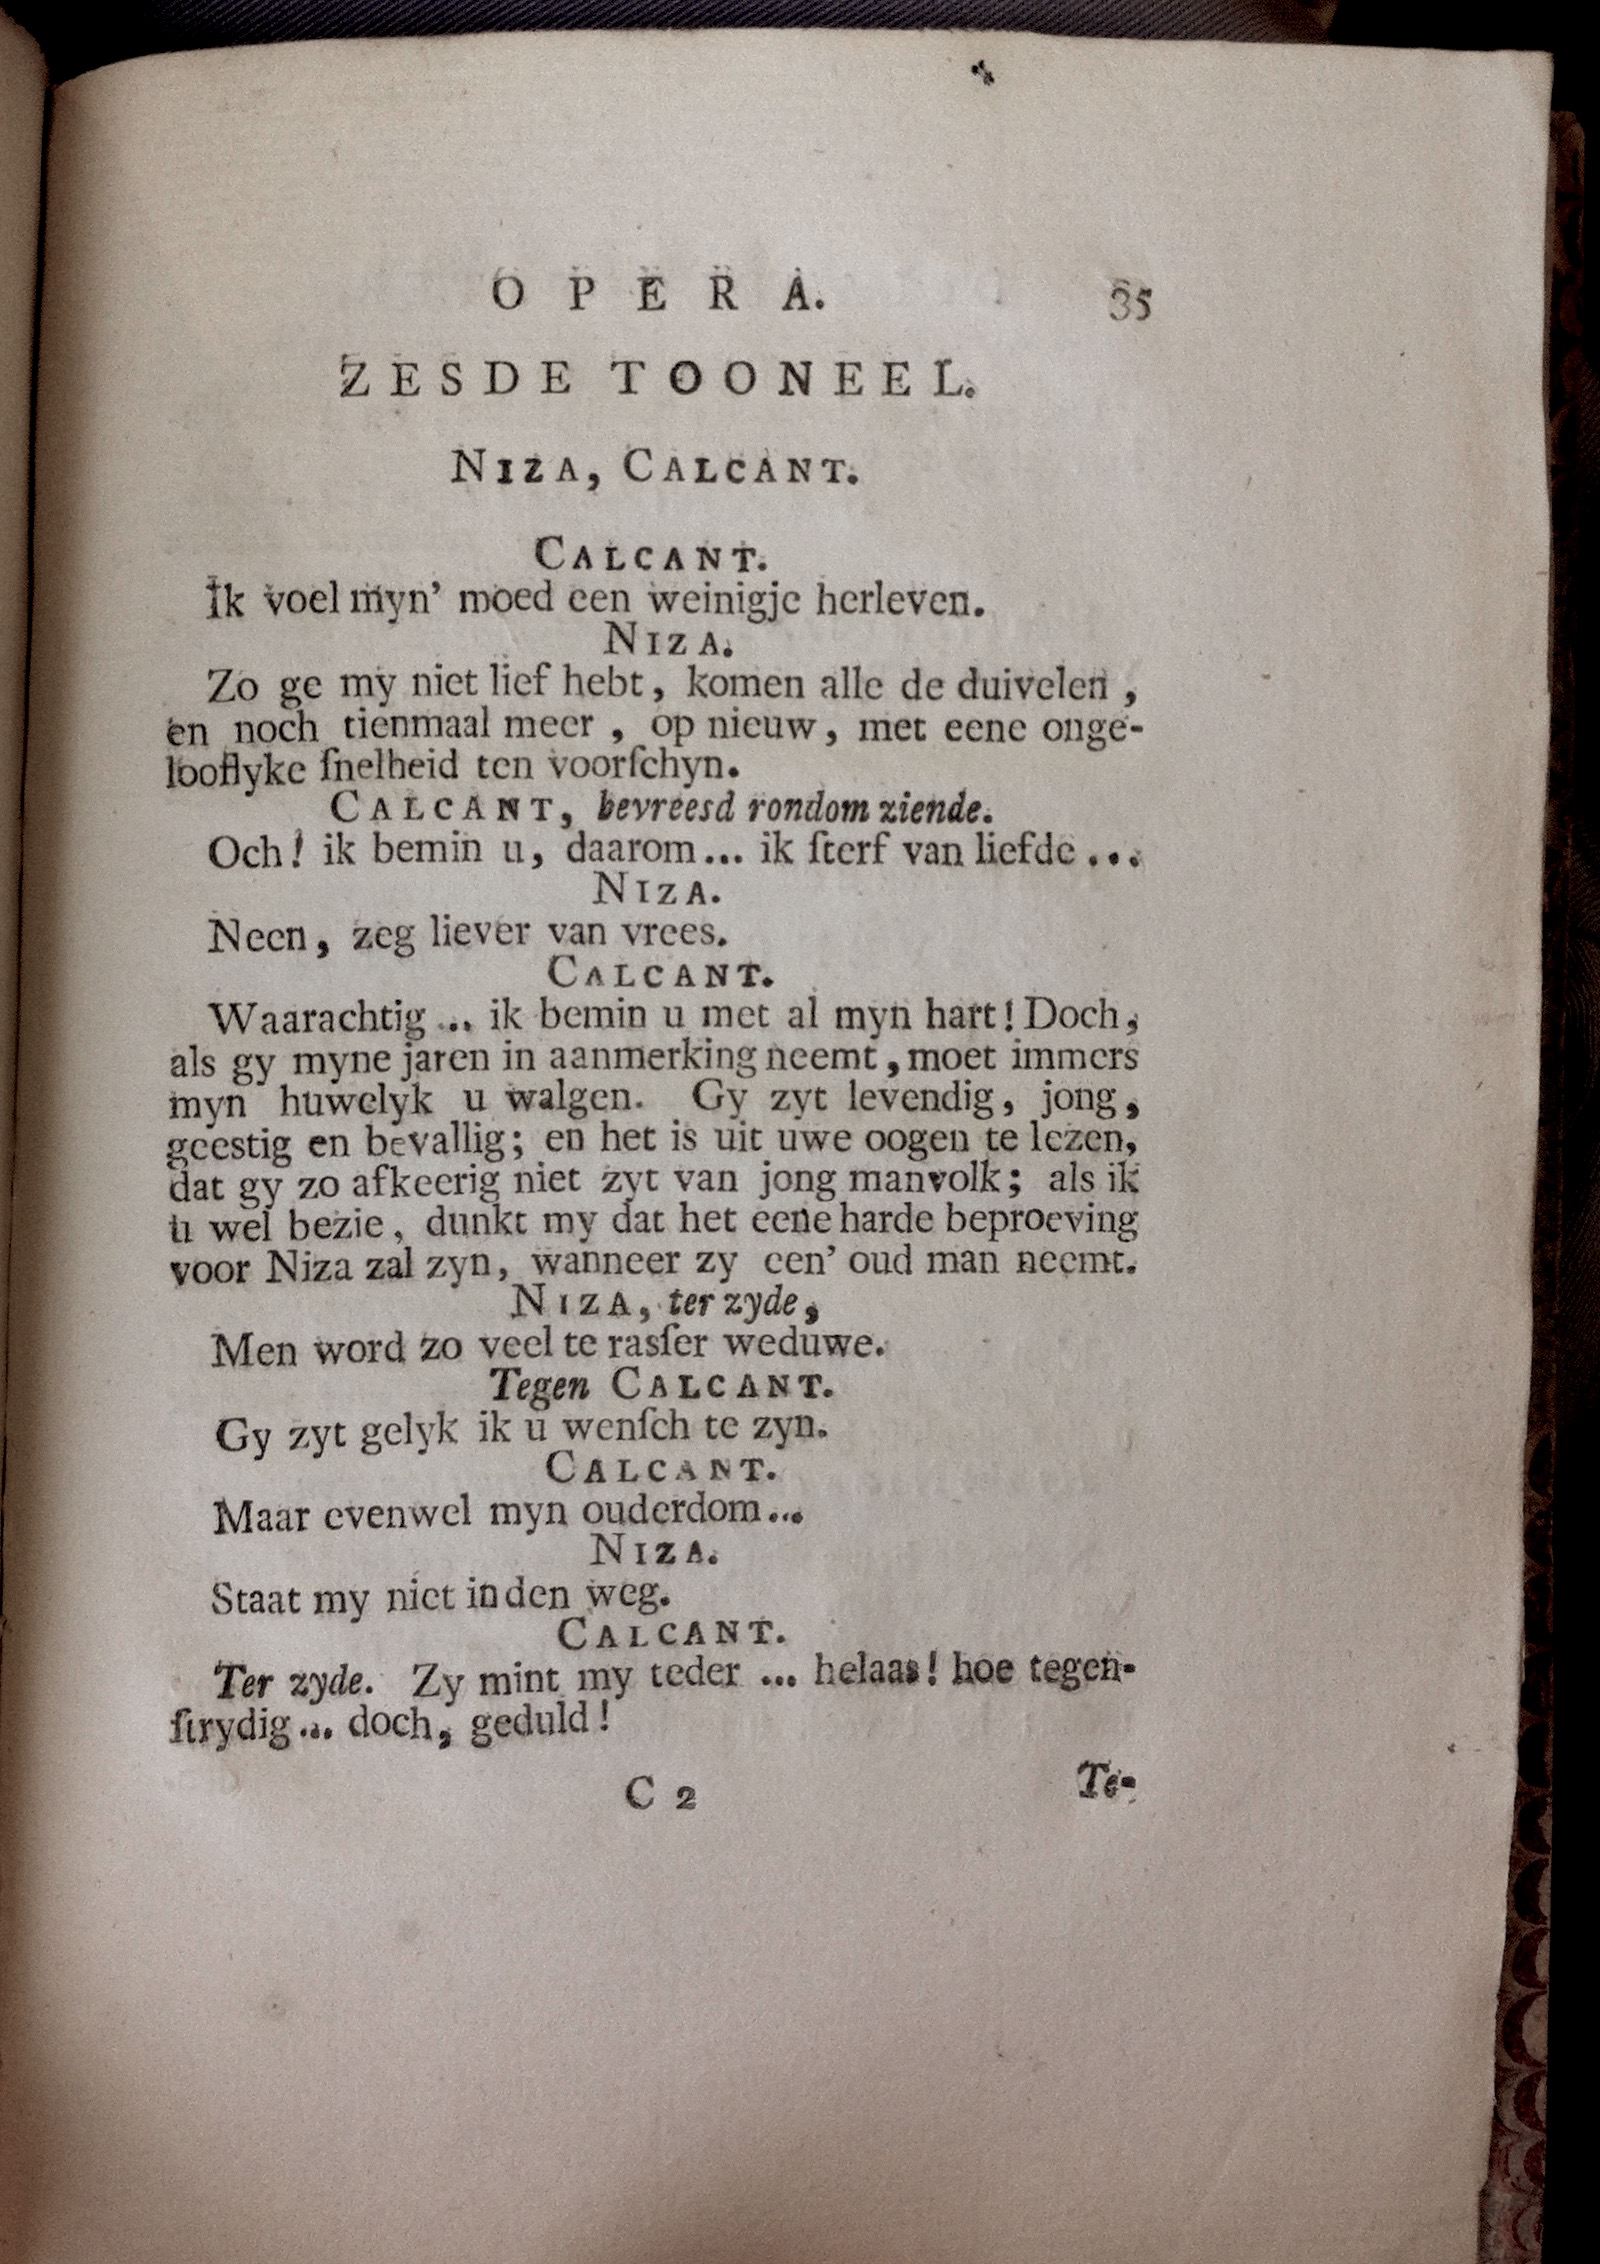 OPERA. 35
ZESDE TOONEEL.
NIZA, CALCANT.
CALCANT.
Ik voel myn' moed een weinigje herleven.
NIZA.
Zo ge my niet lief hebt, komen alle de duivelen,
en noch tienmaal meer, op nieuw, met eene onge-
looflyke ſnelheid ten voorſchyn.
CALCANT, bevreesd rondom ziende.
Och! ik bemin u, daarom... ik ſterf van liefde...
NIZA.
Neen, zeg liever van vrees.
CALCANT.
Waarachtig... ik bemin u met al myn hart! Doch,
als gy myne jaren in aanmerking neemt, moet immers
myn huwelyk u walgen. Gy zyt levendig, jong,
geestig en bevallig; en het is uit uwe oogen te lezen,
dat gy zo afkeerig niet zyt van jong manvolk; als ik
u wel bezie, dunkt my dat het eene harde beproeving
voor Niza zal zyn, wanneer zy een' oud man neemt.
NIZA, ter zyde,
Men word zo veel te rasſer weduwe.
Tegen CALCANT.
Gy zyt gelyk ik u wenſch te zyn.
CALCANT.
Maar evenwel myn ouderdom...
NIZA.
Staat my niet in den weg.
CALCANT.
Ter zyde. Zy mint my teder... helaas! hoe tegen-
ſtrydig... doch, geduld!
C 2 Te-